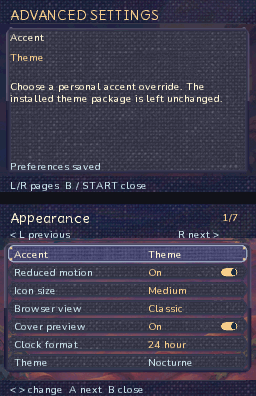 ADVANCED SETTINGS
Accent
Theme
Choose a personal accent override. The
installed theme package is left unchanged.
Preferences saved
L/R pages B / START close
Appearance 1/7
< L previous R next >
Accent Theme
Reduced motion On
Icon size Medium
Browser view Classic
Cover preview On
Clock format 24 hour
Theme Nocturne
< > change A next B close